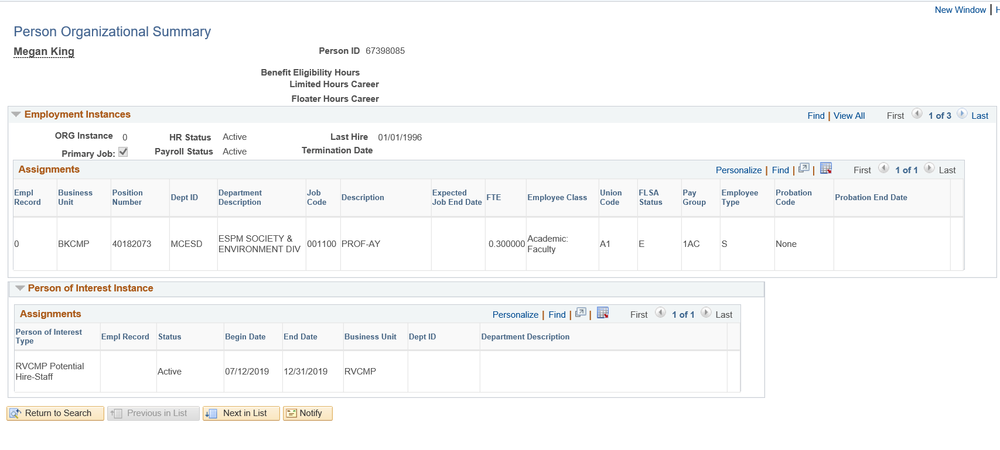 New Window | H
Person Organizational Summary
Megan King
Person ID 67398085
Benefit Eligibility Hours
Limited Hours Career
Floater Hours Career
Employment Instances
Find | View All First 1 of 3 Last
ORG Instance 0 HR Status Active Last Hire 01/01/1996
Primary Job: Payroll Status Active Termination Date
Assignments
Personalize | Find | | First 1 of 1 Last
Empl Record Business Unit Position Number Dept ID Department Description Job Code Description Expected Job End Date FTE Employee Class Union Code FLSA Status Pay Group Employee Type Probation Code Probation End Date
0 BKCMP 40182073 MCESD ESPM SOCIETY & ENVIRONMENT DIV 001100 PROF-AY 0.300000 Academic: Faculty A1 E 1AC S None
Person of Interest Instance
Assignments
Personalize | Find | | First 1 of 1 Last
Person of Interest Type Empl Record Status Begin Date End Date Business Unit Dept ID Department Description
RVCMP Potential Hire-Staff Active 07/12/2019 12/31/2019 RVCMP
Return to Search Previous in List Next in List Notify